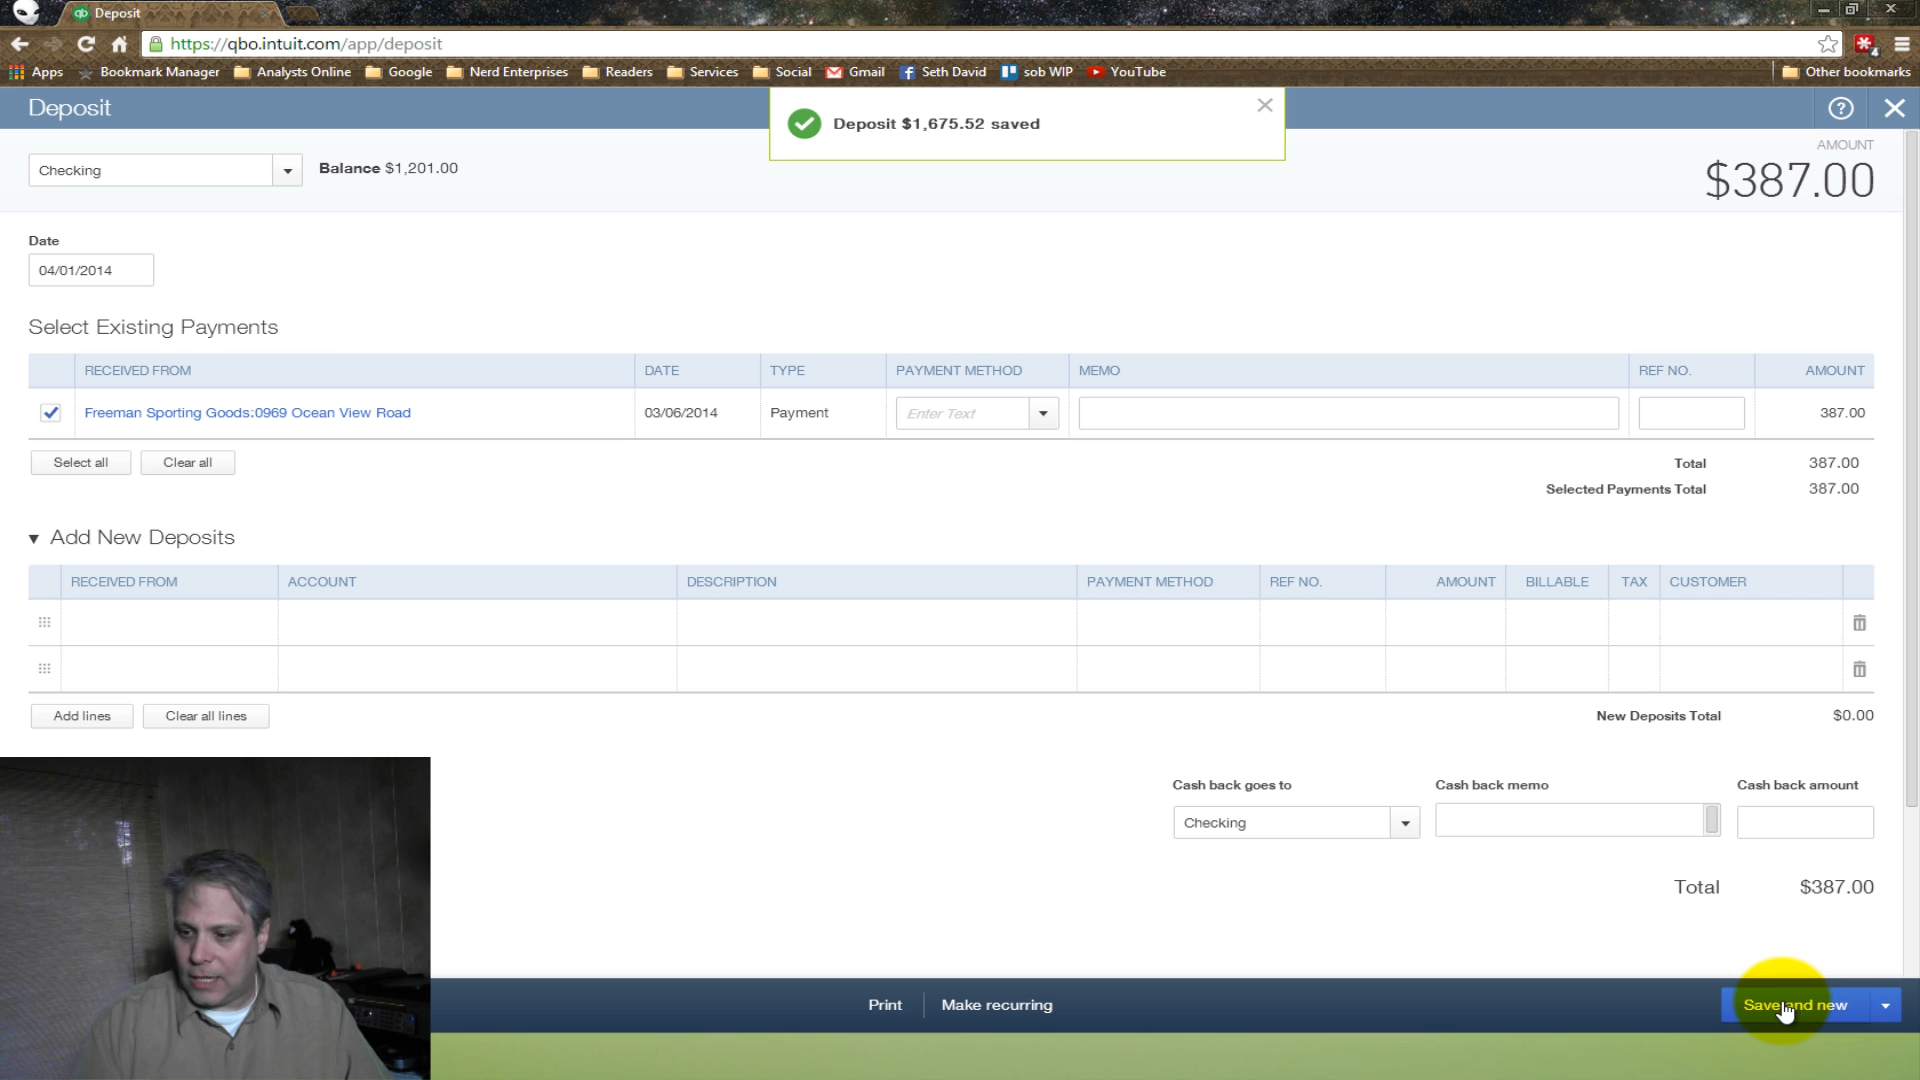 Deposit
https://qbo.intuit.com/app/deposit
4
Apps Bookmark Manager Analysts Online Google Nerd Enterprises Readers Services Social Gmail Seth David sob WIP YouTube Other bookmarks
Deposit
Deposit $1,675.52 saved
Checking Balance $1,201.00
AMOUNT
$387.00
Date
04/01/2014
Select Existing Payments
RECEIVED FROM DATE TYPE PAYMENT METHOD MEMO REF NO. AMOUNT
Freeman Sporting Goods:0969 Ocean View Road 03/06/2014 Payment Enter Text 387.00
Select all Clear all
Total 387.00
Selected Payments Total 387.00
Add New Deposits
RECEIVED FROM ACCOUNT DESCRIPTION PAYMENT METHOD REF NO. AMOUNT BILLABLE TAX CUSTOMER
Add lines Clear all lines
New Deposits Total $0.00
Cash back goes to Cash back memo Cash back amount
Checking
Total $387.00
Print Make recurring Save and new